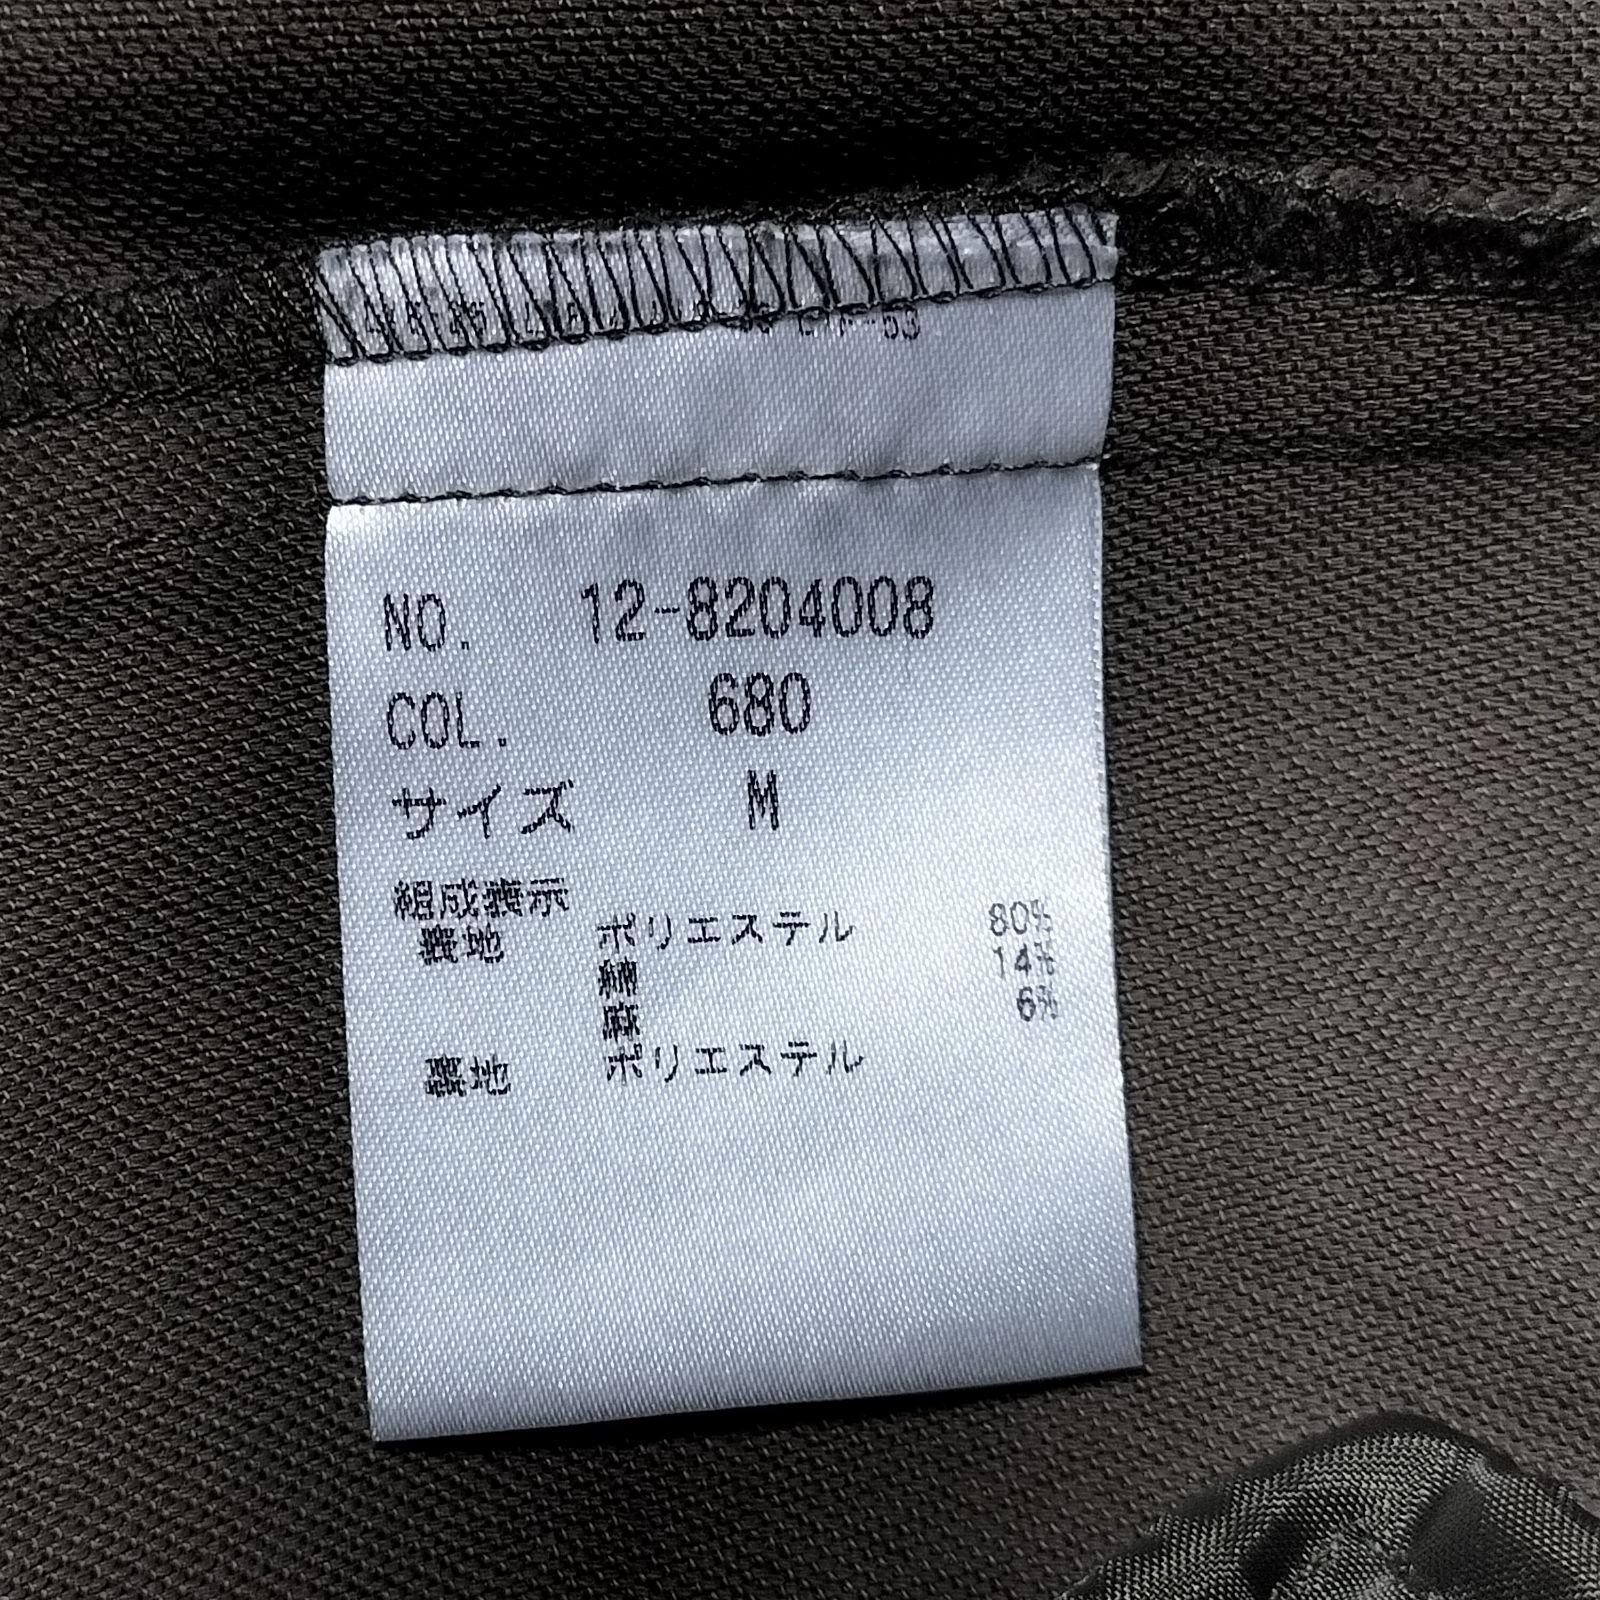 NO. 12-8204008
COL. 680
サイズ M
組成表示
表地 ポリエステル 80%
綿 14%
麻 6%
裏地 ポリエステル